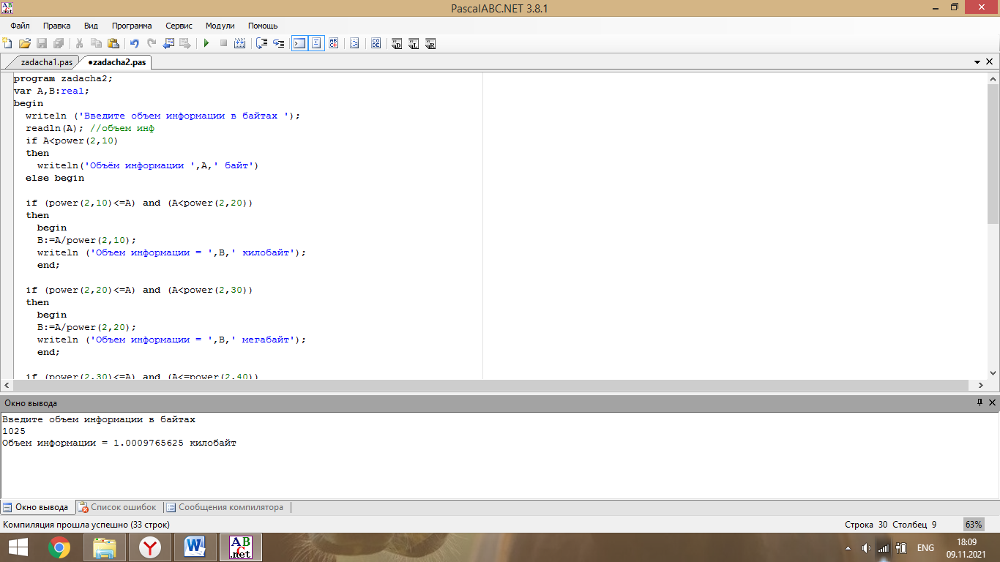 PascalABC.NET 3.8.1
Файл Правка Вид Программа Сервис Модули Помощь
zadacha1.pas •zadacha2.pas
program zadacha2;
var A,B:real;
begin
writeln ('Введите объем информации в байтах ');
readln(A); //объем инф
if A<power(2,10)
then
writeln('Объём информации ',A,' байт')
else begin
if (power(2,10)<=A) and (A<power(2,20))
then
begin
B:=A/power(2,10);
writeln ('Объем информации = ',B,' килобайт');
end;
if (power(2,20)<=A) and (A<power(2,30))
then
begin
B:=A/power(2,20);
writeln ('Объем информации = ',B,' мегабайт');
end;
if (power(2,30)<=A) and (A<=power(2,40))
Окно вывода
Введите объем информации в байтах
1025
Объем информации = 1.0009765625 килобайт
Окно вывода Список ошибок Сообщения компилятора
Компиляция прошла успешно (33 строк) Строка 30 Столбец 9 63%
ENG 18:09
09.11.2021